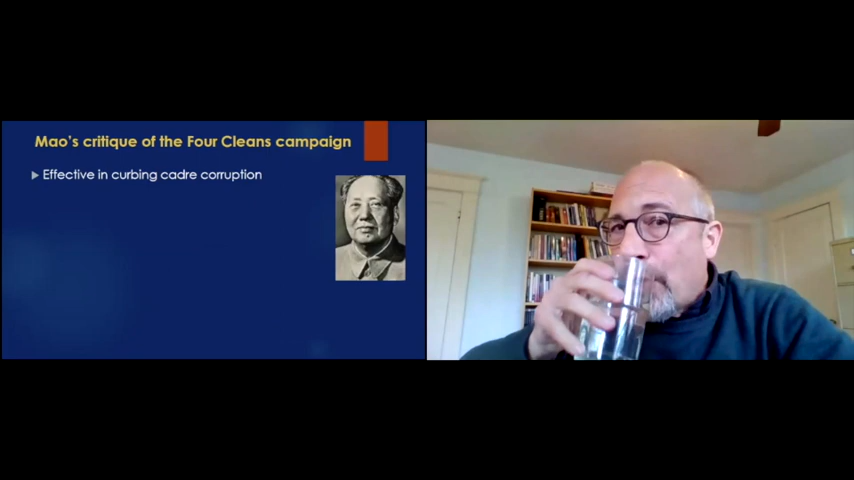 Mao's critique of the Four Cleans campaign
Effective in curbing cadre corruption